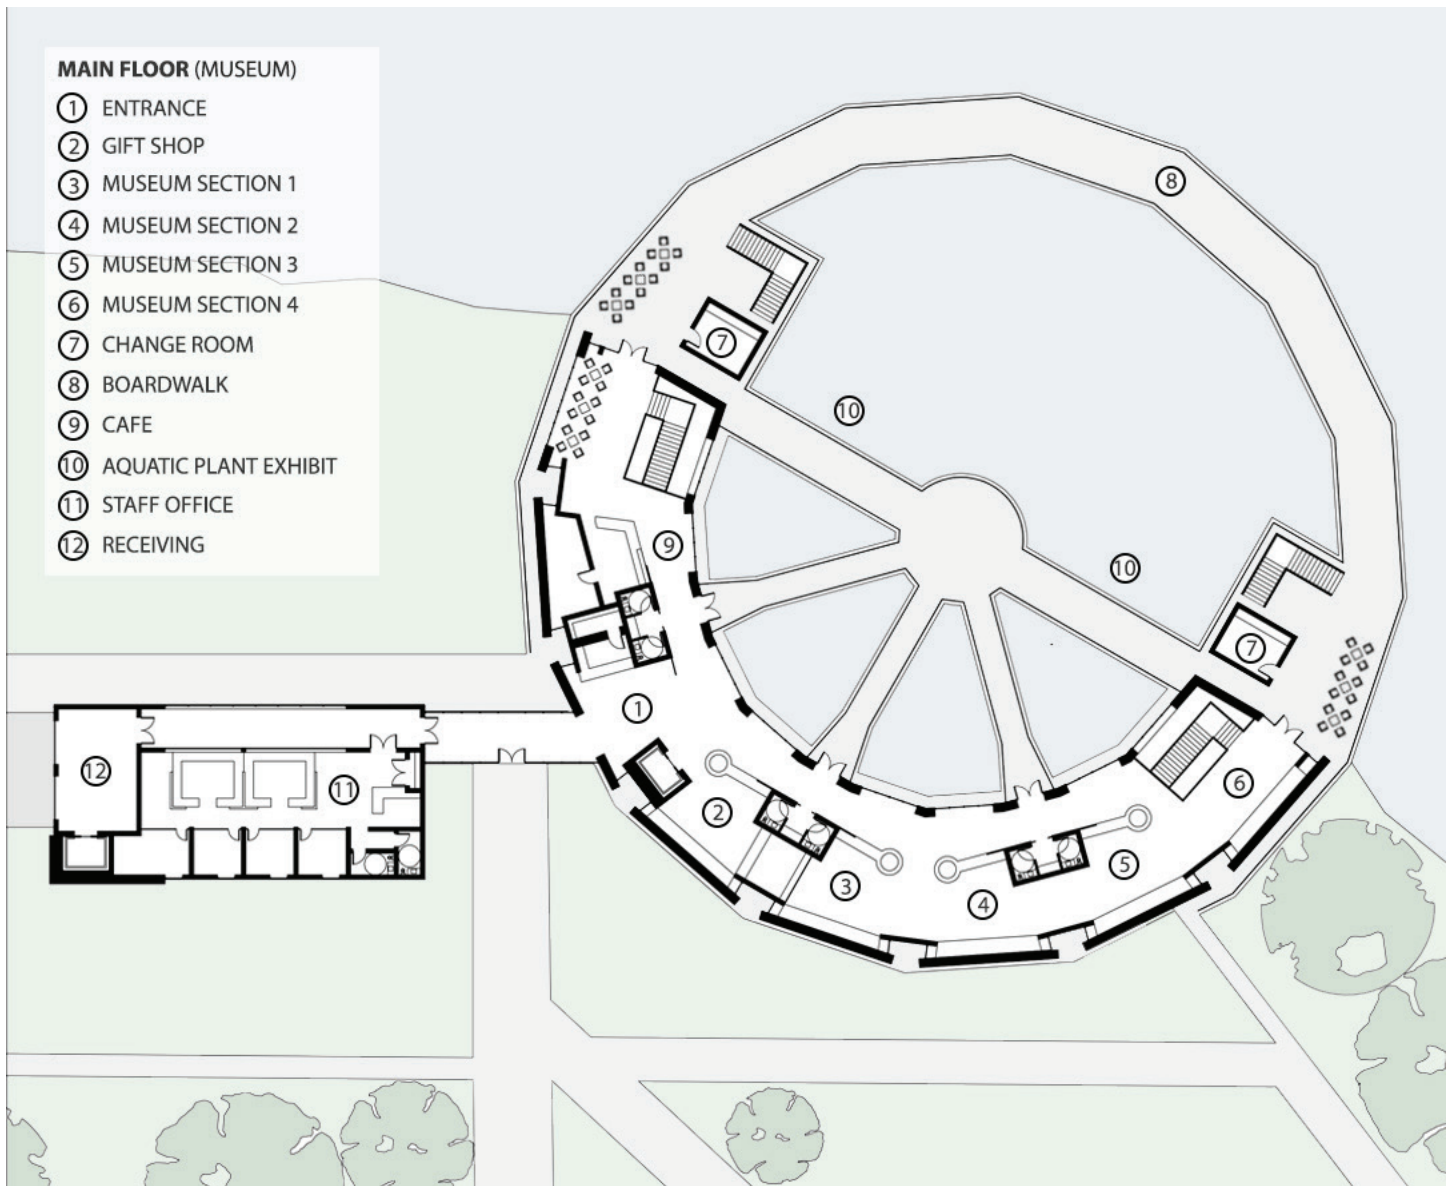 MAIN FLOOR (MUSEUM)
1 ENTRANCE
2 GIFT SHOP
3 MUSEUM SECTION 1
4 MUSEUM SECTION 2
5 MUSEUM SECTION 3
6 MUSEUM SECTION 4
7 CHANGE ROOM
8 BOARDWALK
9 CAFE
10 AQUATIC PLANT EXHIBIT
11 STAFF OFFICE
12 RECEIVING
8
7
10
9
10
7
1
12
11
2
6
3
4
5